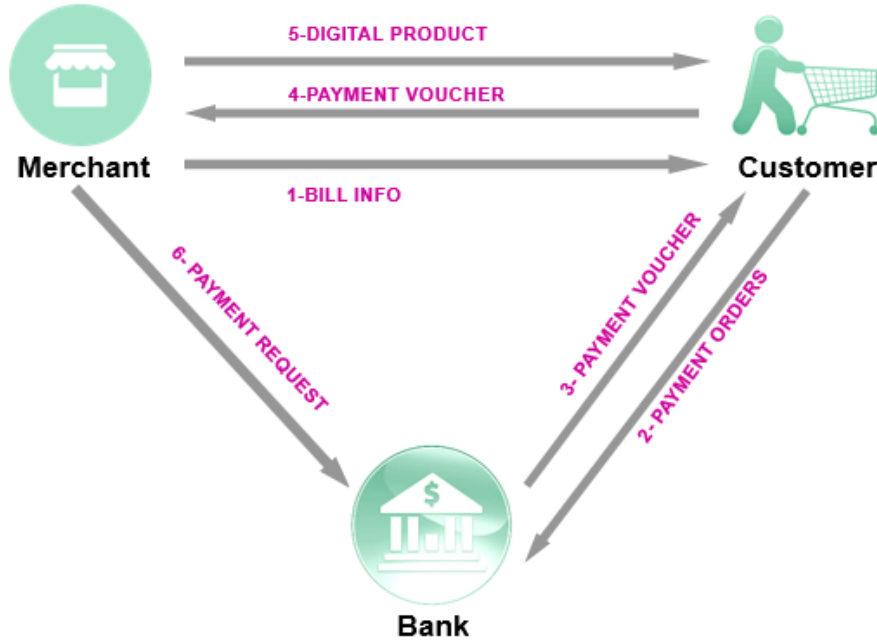 5-DIGITAL PRODUCT
4-PAYMENT VOUCHER
Merchant
Customer
1-BILL INFO
6- PAYMENT REQUEST
3- PAYMENT VOUCHER
2- PAYMENT ORDERS
$
Bank